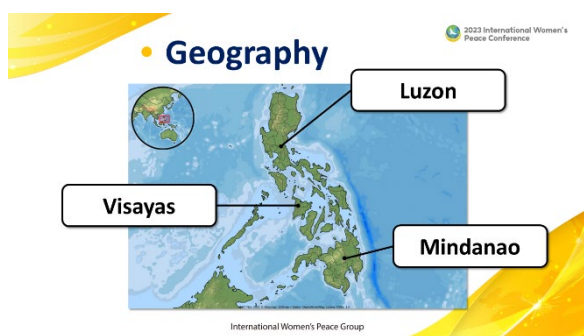 2023 International Women's
Peace Conference
• Geography
Luzon
Visayas
Mindanao
International Women's Peace Group